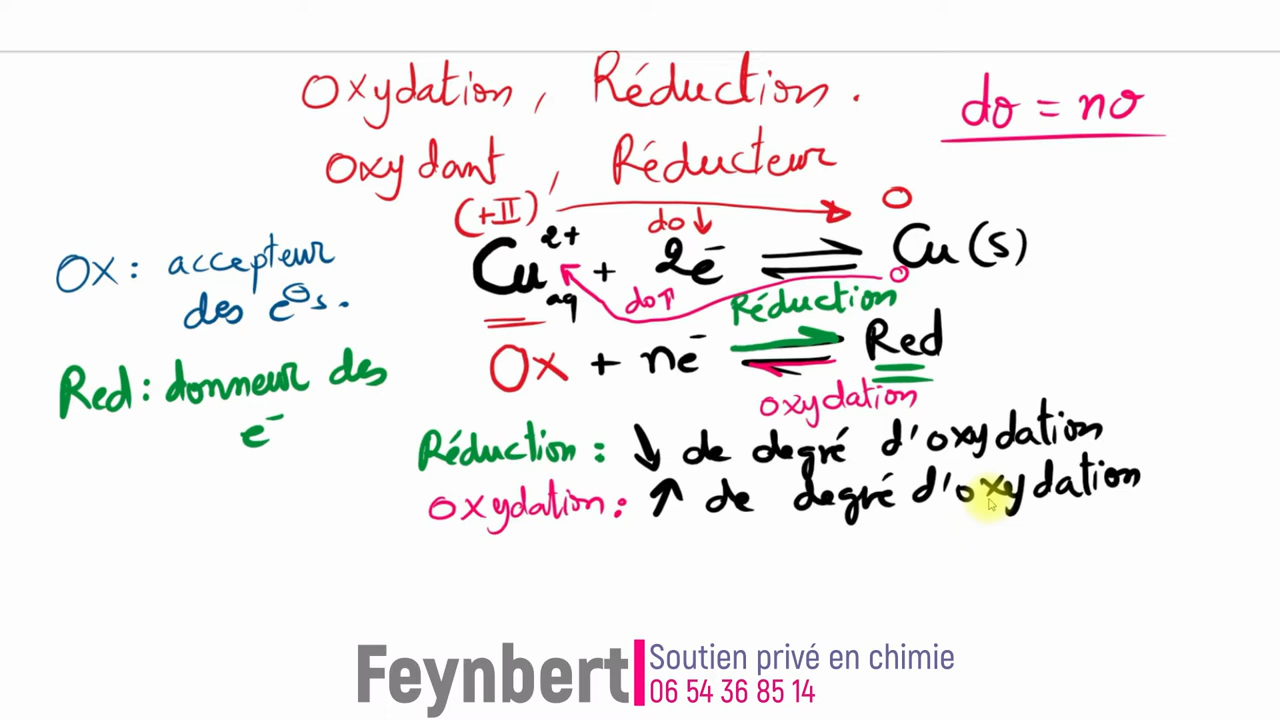 Oxydation, Réduction.
do = no
Oxydant, Réducteur
(+II) do ↓ 0
Cu²⁺aq + 2e⁻ ⇌ Cu(s)
do↑ 0
Réduction
Ox + ne⁻ ⇌ Red
oxydation
Ox : accepteur
des e⊖s.
Red : donneur des
e⁻
Réduction : ↓ de degré d'oxydation
oxydation : ↑ de degré d'oxydation
Feynbert
Soutien privé en chimie
06 54 36 85 14